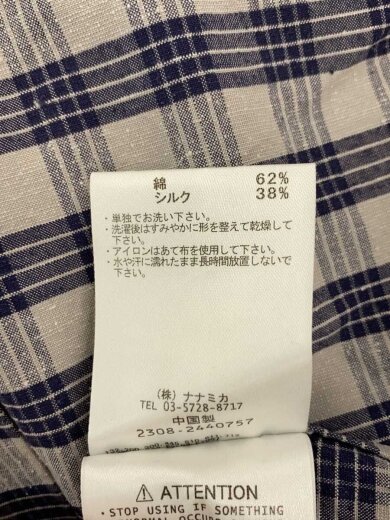 綿 62%
シルク 38%
・単独でお洗い下さい。
・洗濯後はすみやかに形を整えて乾燥して
下さい。
・アイロンはあて布を使用して下さい。
・水や汗に濡れたまま長時間放置しないで
下さい。
(株) ナナミカ
TEL 03-5728-8717
中国製
2308-2440757
⚠ ATTENTION
・STOP USING IF SOMETHING